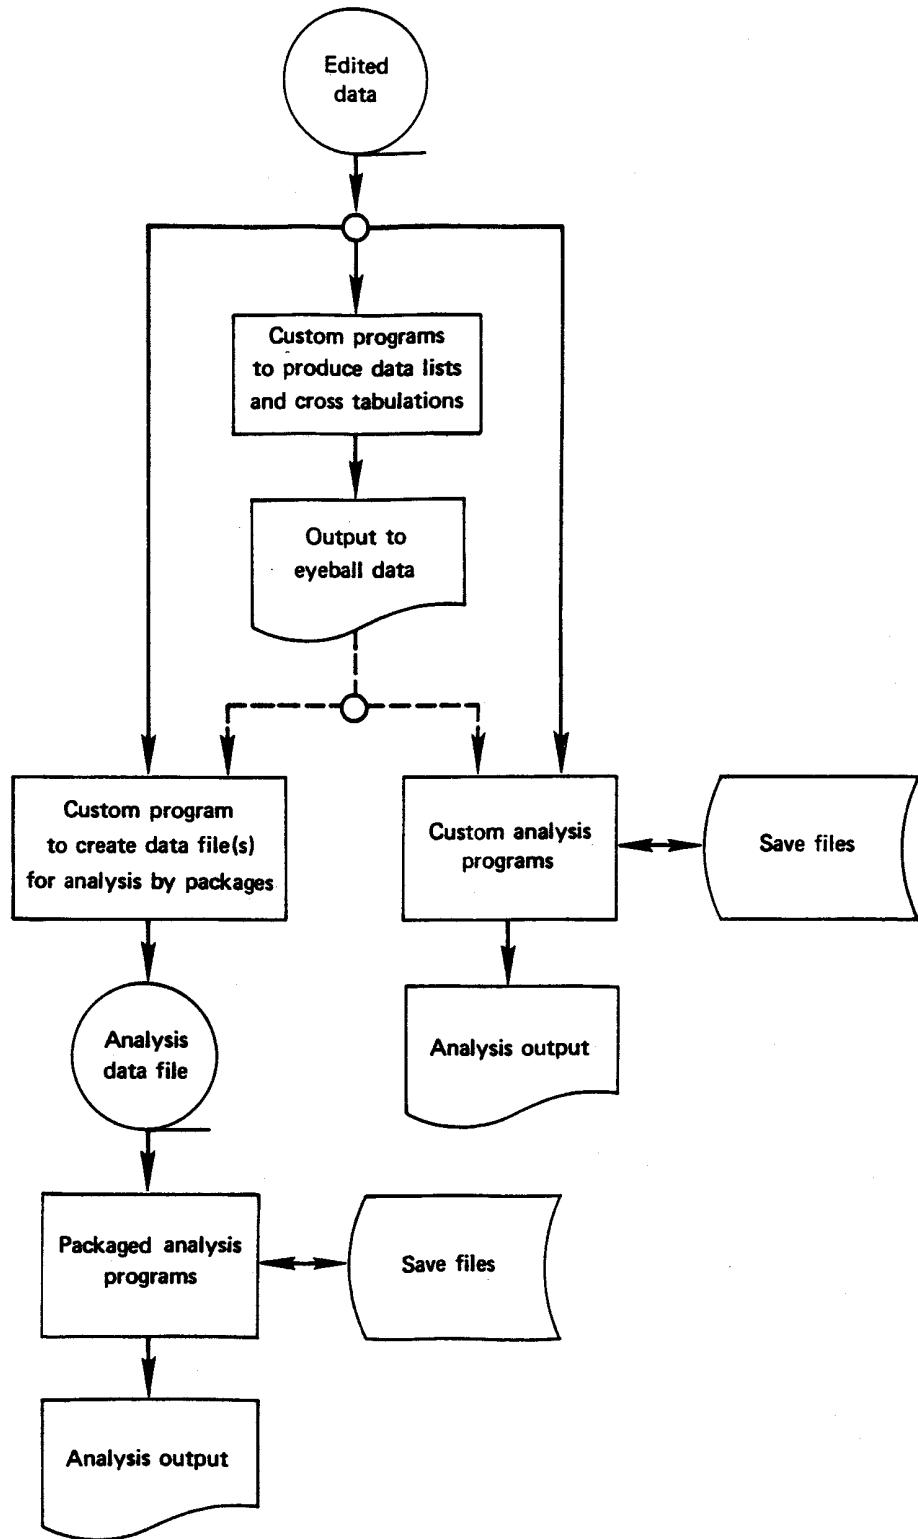 Edited
data
Custom programs
to produce data lists
and cross tabulations
Output to
eyeball data
Custom program
to create data file(s)
for analysis by packages
Custom analysis
programs
Save files
Analysis
data file
Analysis output
Packaged analysis
programs
Save files
Analysis output